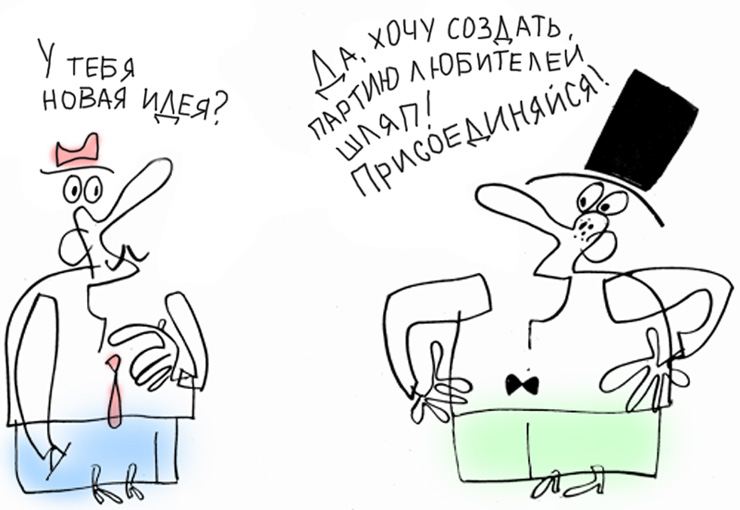 У ТЕБЯ
НОВАЯ ИДЕЯ?
ДА, ХОЧУ СОЗДАТЬ,
ПАРТИЮ ЛЮБИТЕЛЕЙ
ШЛЯП!
ПРИСОЕДИНЯЙСЯ!